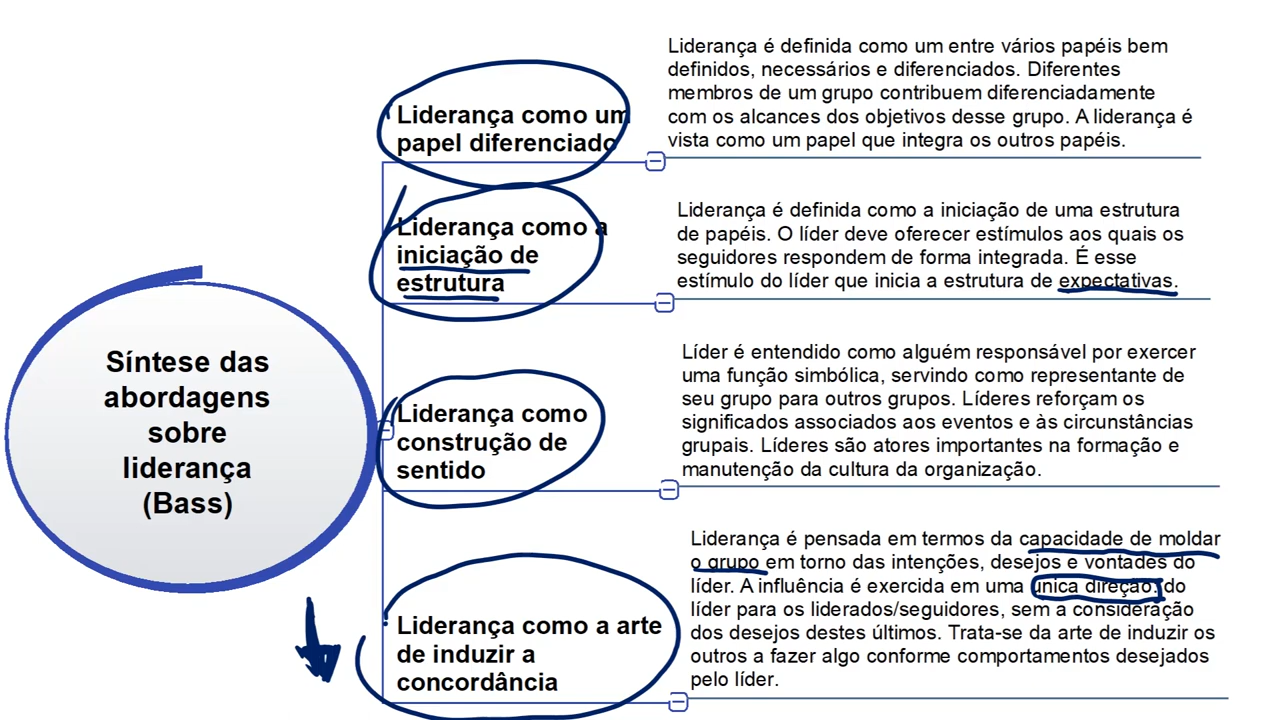 Síntese das
abordagens
sobre
liderança
(Bass)
Liderança como um
papel diferenciado
Liderança é definida como um entre vários papéis bem
definidos, necessários e diferenciados. Diferentes
membros de um grupo contribuem diferenciadamente
com os alcances dos objetivos desse grupo. A liderança é
vista como um papel que integra os outros papéis.
Liderança como a
iniciação de
estrutura
Liderança é definida como a iniciação de uma estrutura
de papéis. O líder deve oferecer estímulos aos quais os
seguidores respondem de forma integrada. É esse
estímulo do líder que inicia a estrutura de expectativas.
Liderança como
construção de
sentido
Líder é entendido como alguém responsável por exercer
uma função simbólica, servindo como representante de
seu grupo para outros grupos. Líderes reforçam os
significados associados aos eventos e às circunstâncias
grupais. Líderes são atores importantes na formação e
manutenção da cultura da organização.
Liderança como a arte
de induzir a
concordância
Liderança é pensada em termos da capacidade de moldar
o grupo em torno das intenções, desejos e vontades do
líder. A influência é exercida em uma única direção: do
líder para os liderados/seguidores, sem a consideração
dos desejos destes últimos. Trata-se da arte de induzir os
outros a fazer algo conforme comportamentos desejados
pelo líder.